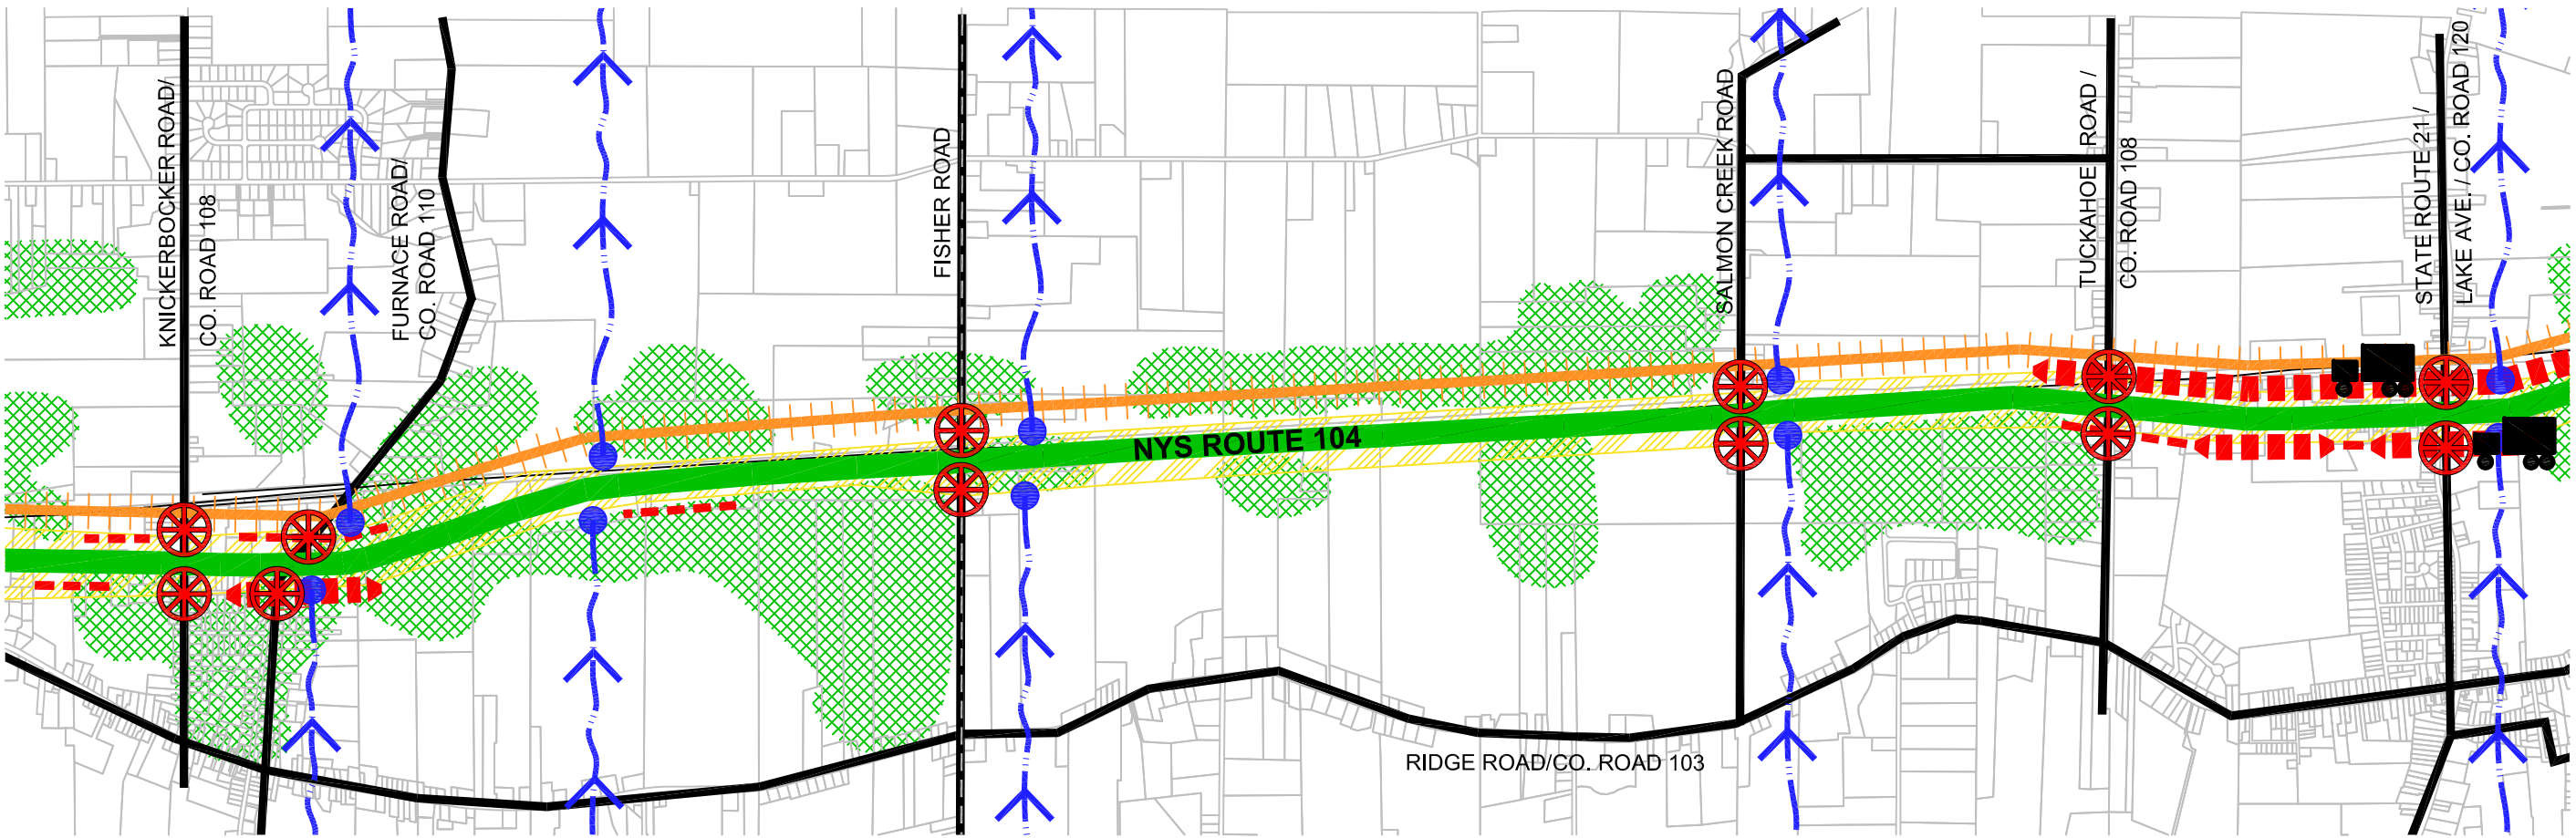 KNICKERBOCKER ROAD/
CO. ROAD 108
FURNACE ROAD/
CO. ROAD 110
FISHER ROAD
SALMON CREEK ROAD
TUCKAHOE ROAD /
CO. ROAD 108
STATE ROUTE 21/
LAKE AVE. / CO. ROAD 120
NYS ROUTE 104
RIDGE ROAD/CO. ROAD 103